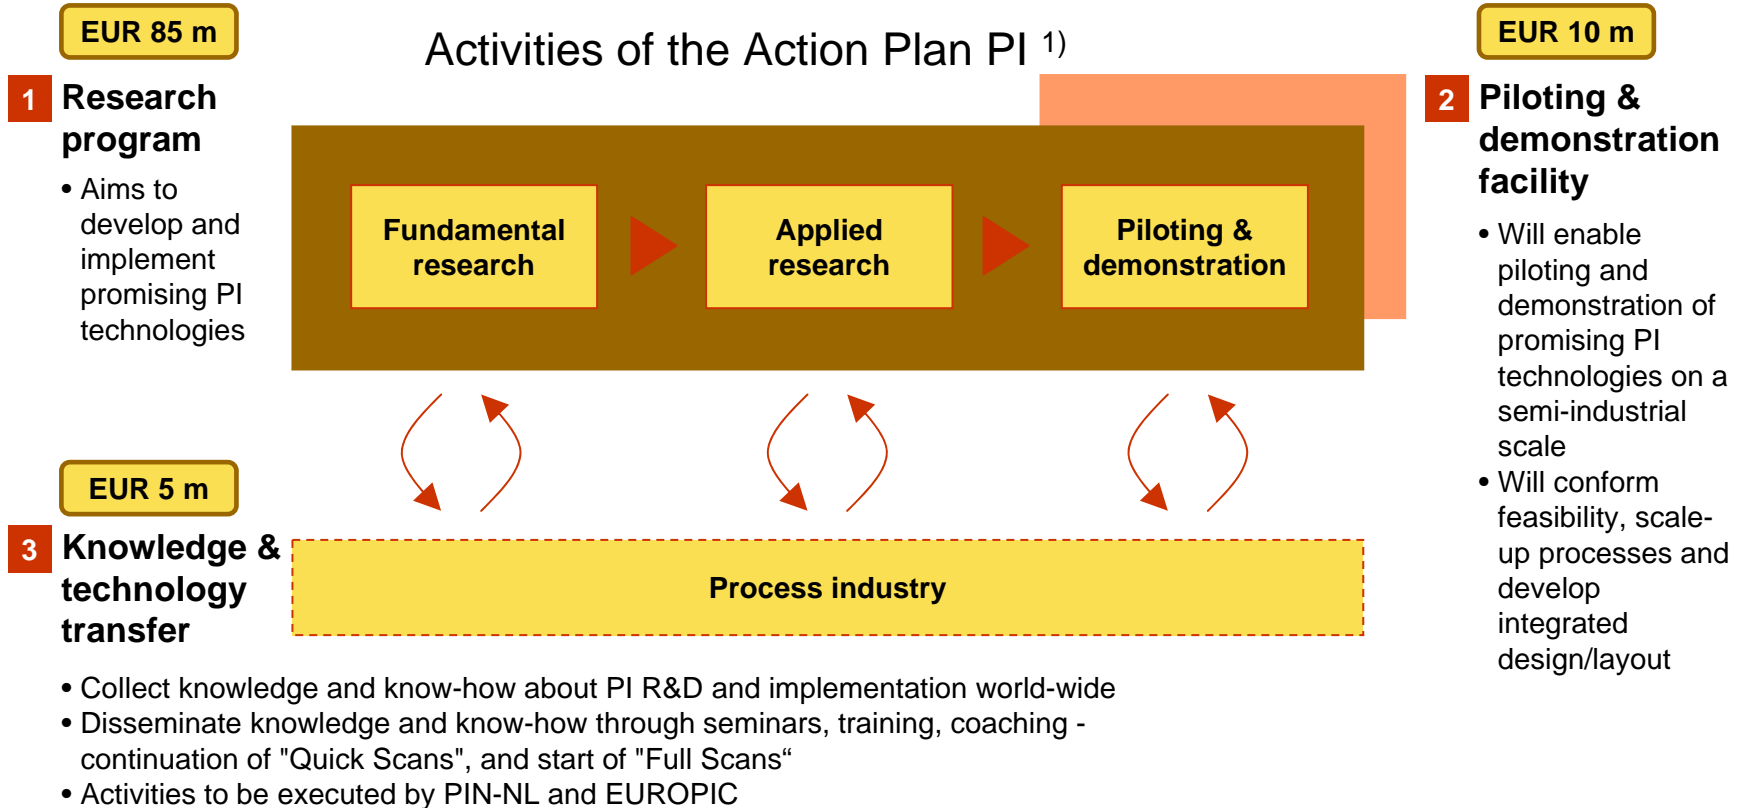 EUR 85 m
Activities of the Action Plan PI 1)
EUR 10 m
1 Research
program
• Aims to
develop and
implement
promising PI
technologies
Fundamental
research
Applied
research
Piloting &
demonstration
2 Piloting &
demonstration
facility
• Will enable
piloting and
demonstration of
promising PI
technologies on a
semi-industrial
scale
• Will conform
feasibility, scale-
up processes and
develop
integrated
design/layout
EUR 5 m
3 Knowledge &
technology
transfer
Process industry
• Collect knowledge and know-how about PI R&D and implementation world-wide
• Disseminate knowledge and know-how through seminars, training, coaching -
continuation of "Quick Scans", and start of "Full Scans“
• Activities to be executed by PIN-NL and EUROPIC